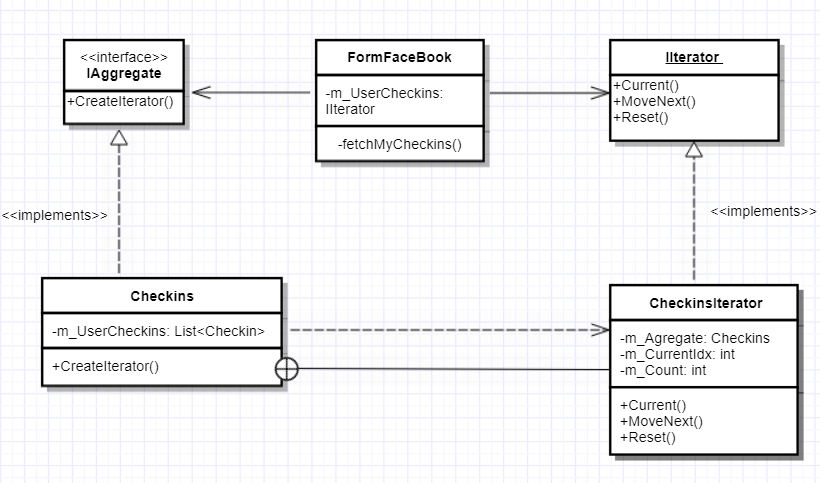 <<interface>>
IAggregate
+CreateIterator()
FormFaceBook
-m_UserCheckins:
IIterator
-fetchMyCheckins()
IIterator
+Current()
+MoveNext()
+Reset()
<<implements>>
<<implements>>
Checkins
-m_UserCheckins: List<Checkin>
+CreateIterator()
CheckinsIterator
-m_Agregate: Checkins
-m_CurrentIdx: int
-m_Count: int
+Current()
+MoveNext()
+Reset()